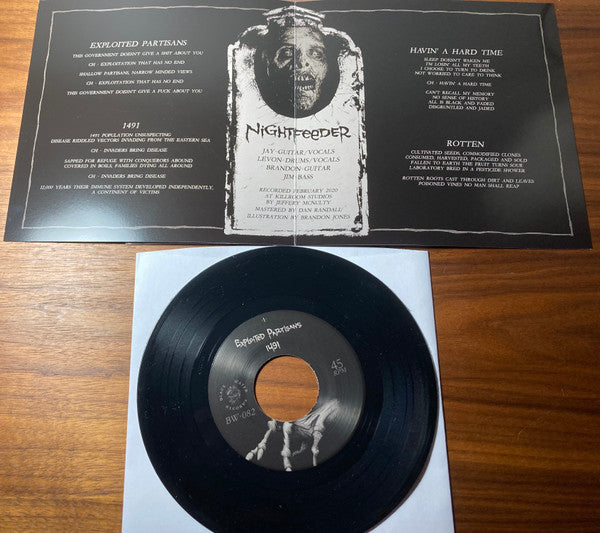 EXPLOITED PARTISANS
THIS GOVERNMENT DOESN'T GIVE A SHIT ABOUT YOU
CH - EXPLOITATION THAT HAS NO END
SHALLOW PARTISANS, NARROW MINDED VIEWS
CH - EXPLOITATION THAT HAS NO END
THIS GOVERNMENT DOESN'T GIVE A FUCK ABOUT YOU
1491
1491 POPULATION UNSUSPECTING
DISEASE RIDDLED VECTORS INVADING FROM THE EASTERN SEA
CH - INVADERS BRING DISEASE
SAPPED FOR REFUGE WITH CONQUERORS ABOUND
COVERED IN BOILS, FAMILIES DYING ALL AROUND
CH - INVADERS BRING DISEASE
12,000 YEARS THEIR IMMUNE SYSTEM DEVELOPED INDEPENDENTLY,
A CONTINENT OF VICTIMS
NIGHTFEEDER
JAY-GUITAR/VOCALS
LEVON-DRUMS/VOCALS
BRANDON-GUITAR
JIM BASS
RECORDED FEBRUARY 2020
AT KILLROOM STUDIOS
BY JEFFERY MCNULTY
MASTERED BY DAN RANDALL
ILLUSTRATION BY BRANDON JONES
HAVIN' A HARD TIME
SLEEP DOESN'T WAKEN ME
I'M LOSIN' ALL MY TEETH
I CHOOSE TO TURN TO DRINK
NOT WORRIED TO CARE TO THINK
CH - HAVIN' A HARD TIME
CAN'T RECALL MY MEMORY
NO SENSE OF HISTORY
ALL IS BLACK AND FADED
DISGRUNTLED AND JADED
ROTTEN
CULTIVATED SEEDS, COMMODIFIED CLONES
CONSUMED, HARVESTED, PACKAGED AND SOLD
FALLEN TO EARTH THE FRUIT TURNS SOUR
LABORATORY BRED IN A PESTICIDE SHOWER
ROTTEN ROOTS CAST THROUGH DIRT AND LEAVES
POISONED VINES NO MAN SHALL REAP
EXPLOITED PARTISANS
1491
45
RPM
BW-082